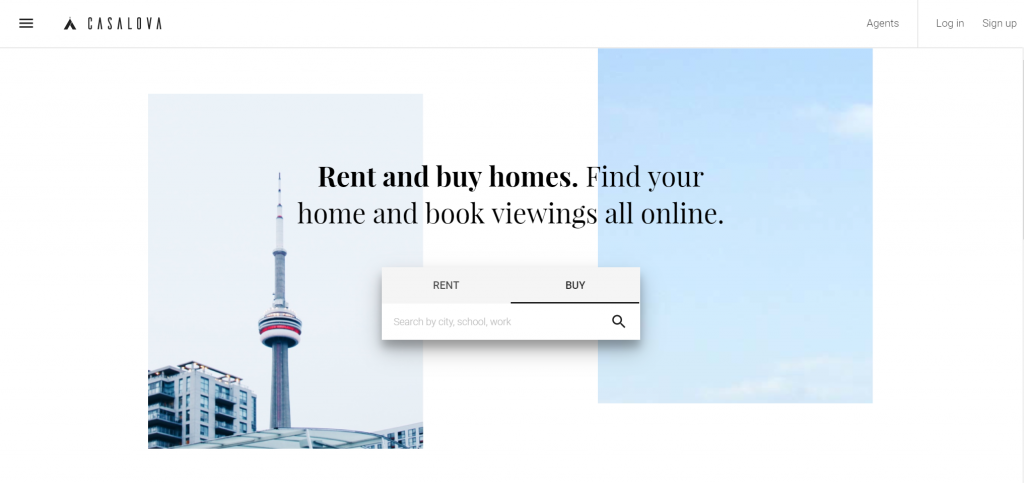 CASALOVA
Agents
Log in
Sign up
Rent and buy homes. Find your
home and book viewings all online.
RENT
BUY
Search by city, school, work